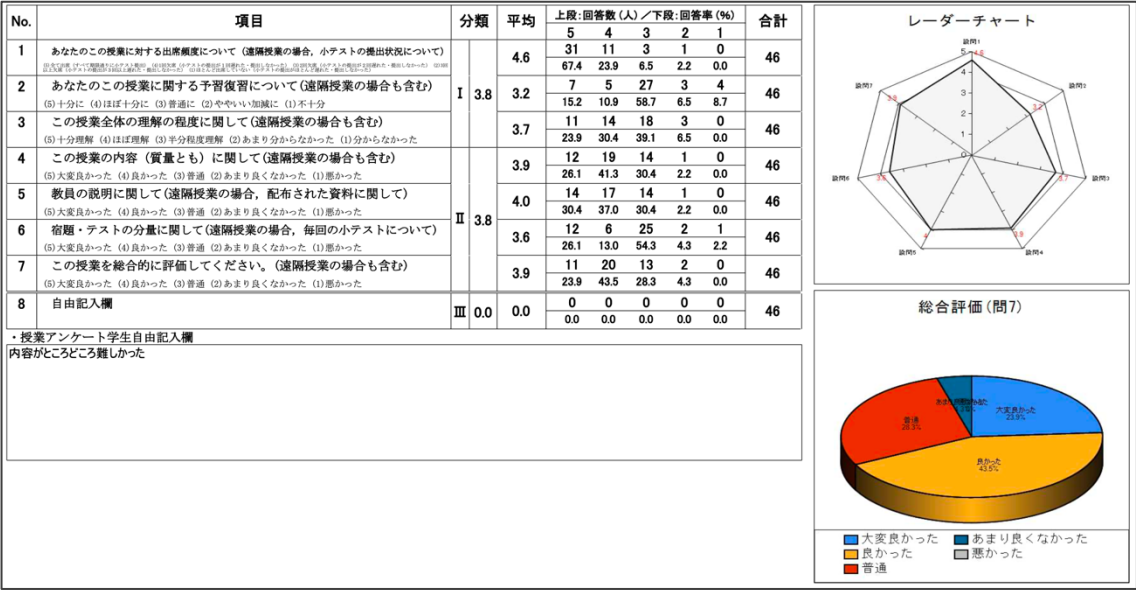 No. 項目 分類 平均 上段:回答数(人)/下段:回答率(%) 合計
5 4 3 2 1
1 あなたのこの授業に対する出席頻度について(遠隔授業の場合,小テストの提出状況について) 4.6 31 11 3 1 0 46
67.4 23.9 6.5 2.2 0.0
2 あなたのこの授業に関する予習復習について(遠隔授業の場合も含む) Ⅰ 3.8 3.2 7 5 27 3 4 46
(5)十分に (4)ほぼ十分に (3)普通に (2)ややいい加減に (1)不十分 15.2 10.9 58.7 6.5 8.7
3 この授業全体の理解の程度に関して(遠隔授業の場合も含む) 3.7 11 14 18 3 0 46
(5)十分理解 (4)ほぼ理解 (3)半分程度理解 (2)あまり分からなかった (1)分からなかった 23.9 30.4 39.1 6.5 0.0
4 この授業の内容(質量とも)に関して(遠隔授業の場合も含む) 3.9 12 19 14 1 0 46
(5)大変良かった (4)良かった (3)普通 (2)あまり良くなかった (1)悪かった 26.1 41.3 30.4 2.2 0.0
5 教員の説明に関して(遠隔授業の場合,配布された資料に関して) Ⅱ 3.8 4.0 14 17 14 1 0 46
(5)大変良かった (4)良かった (3)普通 (2)あまり良くなかった (1)悪かった 30.4 37.0 30.4 2.2 0.0
6 宿題・テストの分量に関して(遠隔授業の場合,毎回の小テストについて) 3.6 12 6 25 2 1 46
(5)大変良かった (4)良かった (3)普通 (2)あまり良くなかった (1)悪かった 26.1 13.0 54.3 4.3 2.2
7 この授業を総合的に評価してください。(遠隔授業の場合も含む) 3.9 11 20 13 2 0 46
(5)大変良かった (4)良かった (3)普通 (2)あまり良くなかった (1)悪かった 23.9 43.5 28.3 4.3 0.0
8 自由記入欄 Ⅲ 0.0 0.0 0 0 0 0 0 46
0.0 0.0 0.0 0.0 0.0
・授業アンケート学生自由記入欄
内容がところどころ難しかった
レーダーチャート
設問1
5 4.6
4
3
2
1
0
設問2
3.2
設問3
3.7
設問4
3.9
設問5
4
設問6
3.6
設問7
3.9
総合評価(問7)
大変良かった
23.9%
良かった
43.5%
普通
28.3%
大変良かった あまり良くなかった
良かった 悪かった
普通